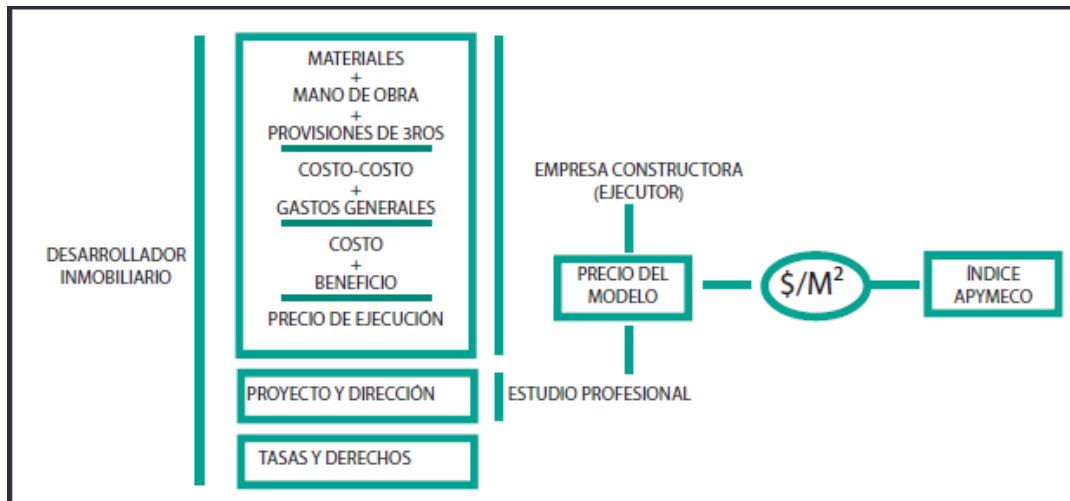 DESARROLLADOR
INMOBILIARIO
MATERIALES
+
MANO DE OBRA
+
PROVISIONES DE 3ROS
COSTO-COSTO
+
GASTOS GENERALES
COSTO
+
BENEFICIO
PRECIO DE EJECUCIÓN
PROYECTO Y DIRECCIÓN
TASAS Y DERECHOS
EMPRESA CONSTRUCTORA
(EJECUTOR)
PRECIO DEL
MODELO
ESTUDIO PROFESIONAL
$/M²
ÍNDICE
APYMECO